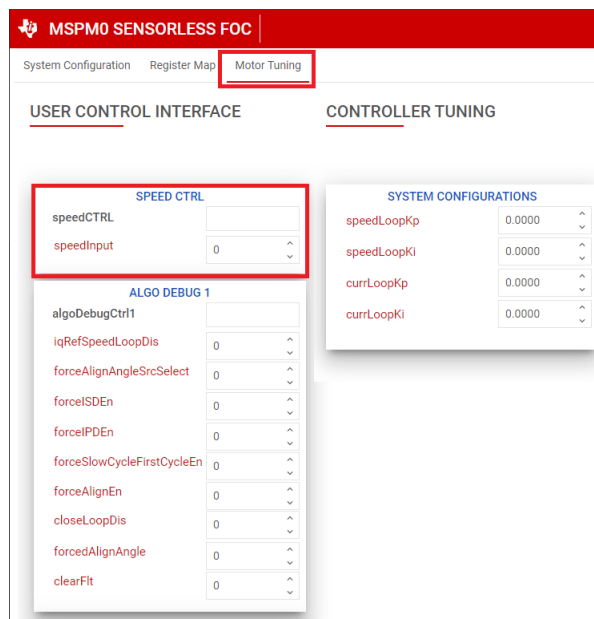 MSPM0 SENSORLESS FOC
System Configuration Register Map Motor Tuning
USER CONTROL INTERFACE
CONTROLLER TUNING
SPEED CTRL
speedCTRL
speedInput 0
ALGO DEBUG 1
algoDebugCtrl1
iqRefSpeedLoopDis 0
forceAlignAngleSrcSelect 0
forceISDEn 0
forceIPDEn 0
forceSlowCycleFirstCycleEn 0
forceAlignEn 0
closeLoopDis 0
forcedAlignAngle 0
clearFlt 0
SYSTEM CONFIGURATIONS
speedLoopKp 0.0000
speedLoopKi 0.0000
currLoopKp 0.0000
currLoopKi 0.0000